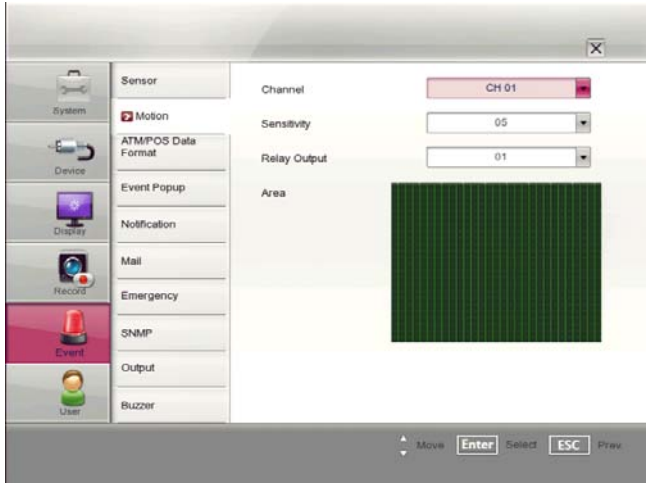 System
Device
Display
Record
Event
User
Sensor
Motion
ATM/POS Data
Format
Event Popup
Notification
Mail
Emergency
SNMP
Output
Buzzer
Channel CH 01
Sensitivity 05
Relay Output 01
Area
Move Enter Select ESC Prev.